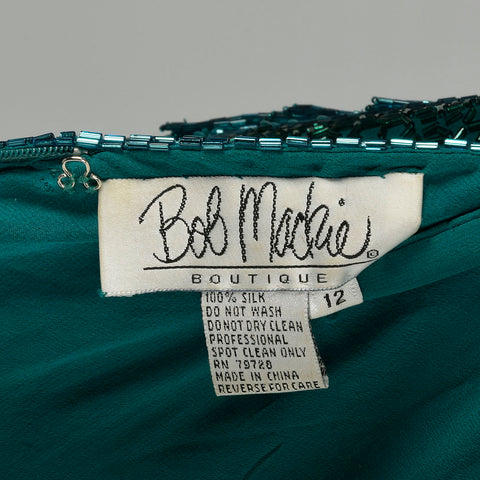 Bob Mackie ©
BOUTIQUE
12
100% SILK
DO NOT WASH
DO NOT DRY CLEAN
PROFESSIONAL
SPOT CLEAN ONLY
RN 79728
MADE IN CHINA
REVERSE FOR CARE